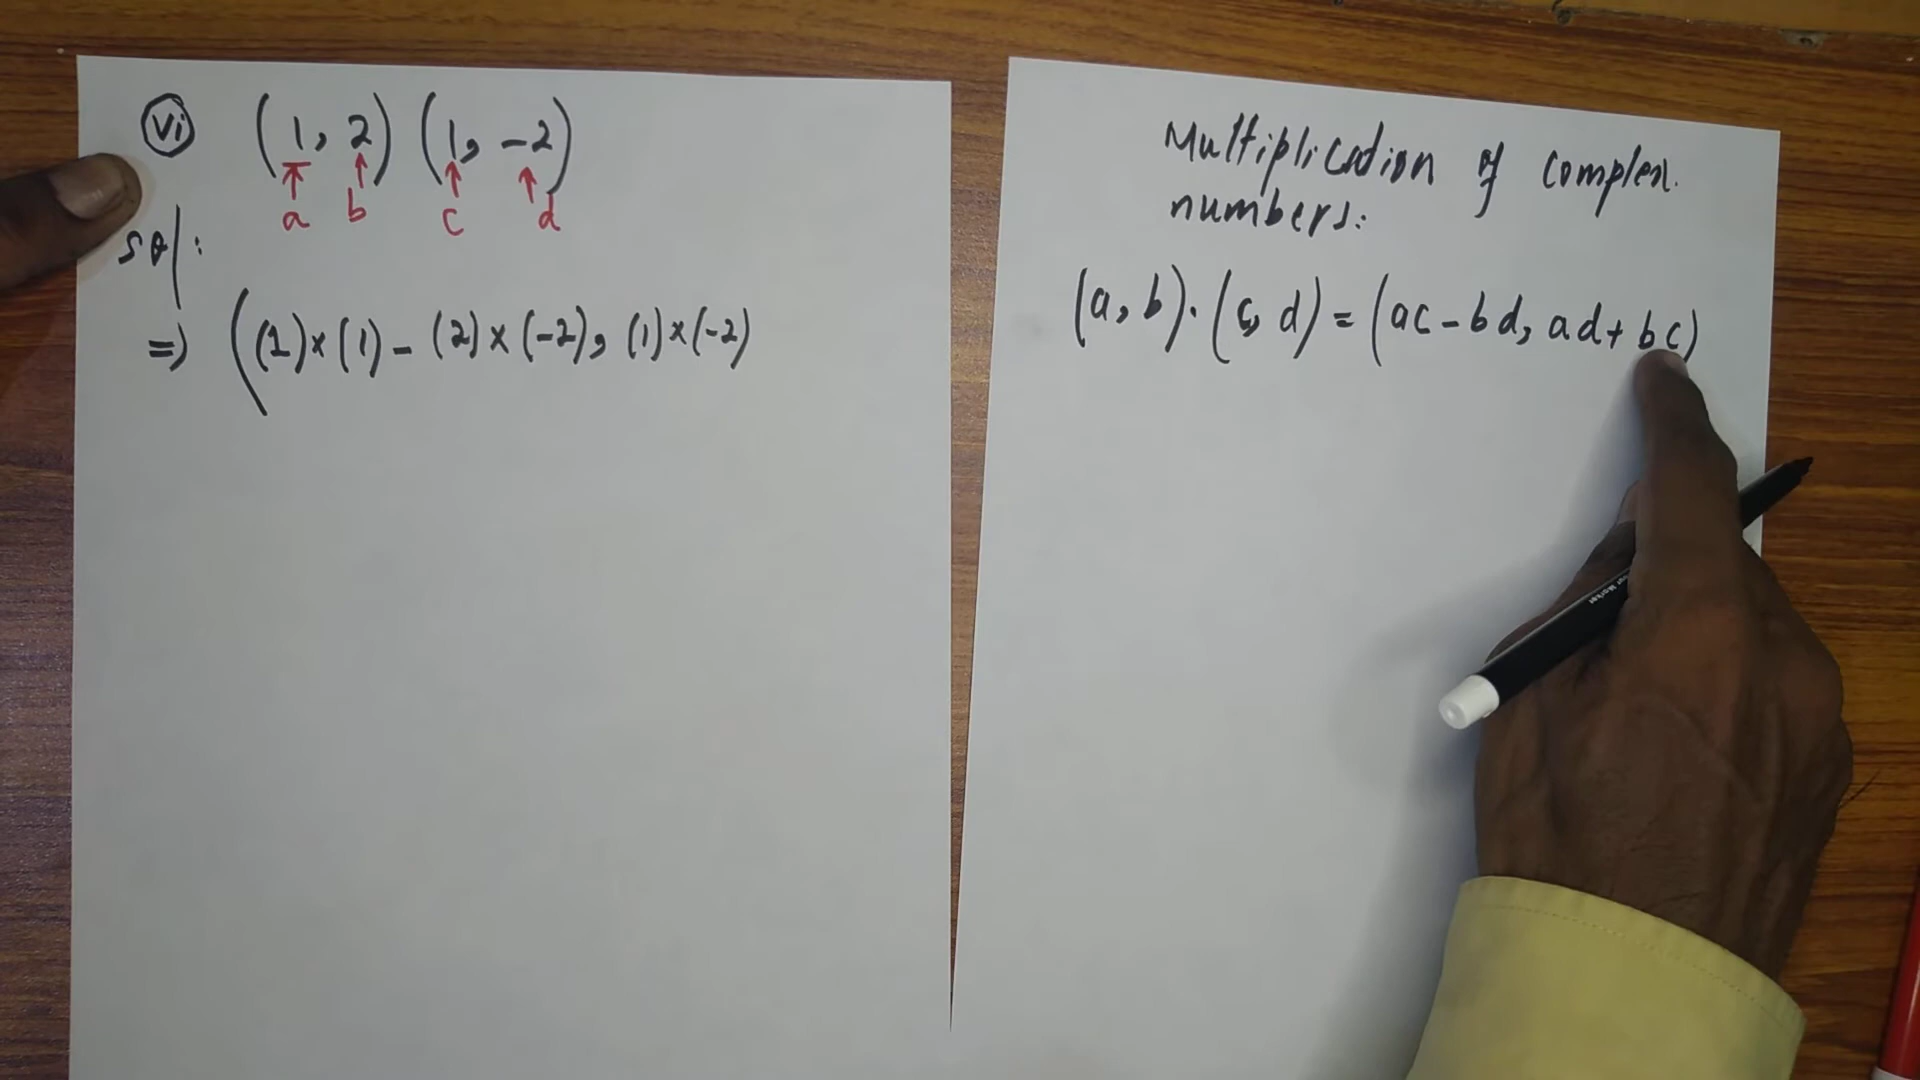 vi (1, 2) (1, -2)
a b c d
sol:
=) ((1)×(1) - (2)×(-2), (1)×(-2)
Multiplication of complex.
numbers:
(a, b).(c, d) = (ac - bd, ad + bc)